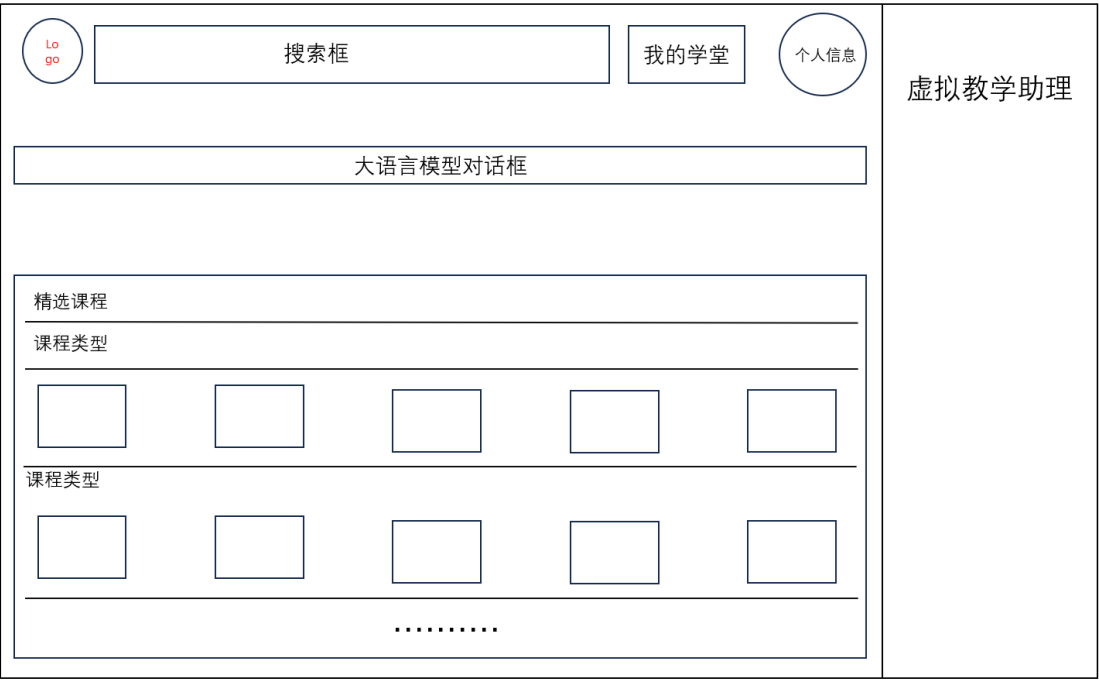 Lo
go
搜索框
我的学堂
个人信息
虚拟教学助理
大语言模型对话框
精选课程
课程类型
课程类型
..........